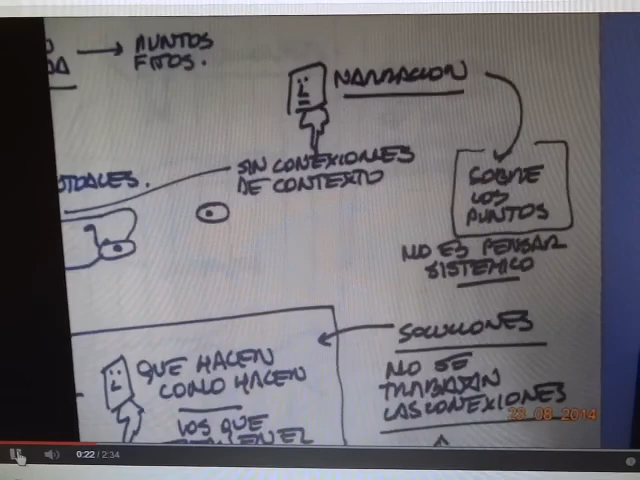 PUNTOS
FIJOS.
NARRACION
SIN CONEXIONES
DE CONTEXTO
SOBRE
LOS
PUNTOS
NO ES PENSAR
SISTEMICO
SOLUCIONES
NO SE
TRABAJAN
LAS CONEXIONES
QUE HACEN
COMO HACEN
LOS QUE
23 08 2014
0:22 / 2:34